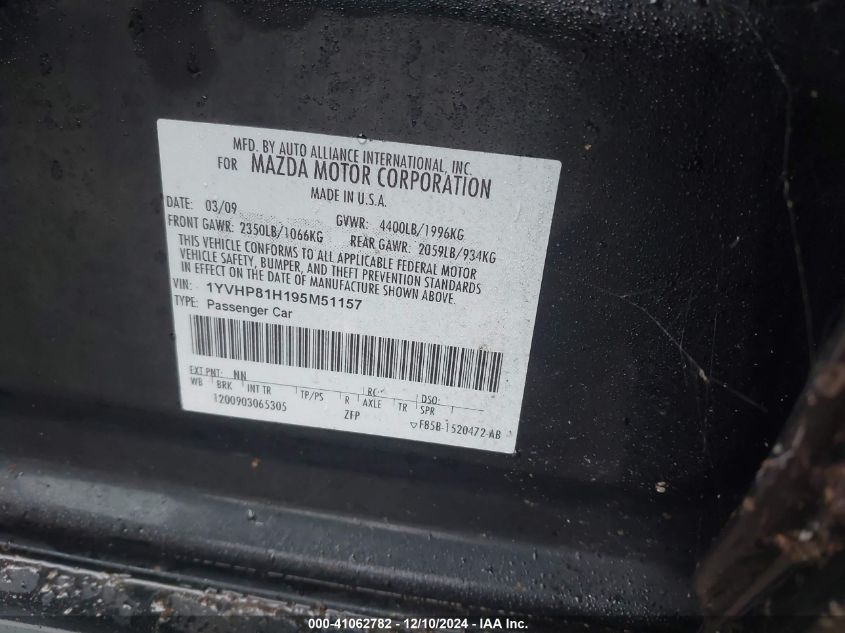 MFD. BY AUTO ALLIANCE INTERNATIONAL, INC.
FOR MAZDA MOTOR CORPORATION
MADE IN U.S.A.
DATE: 03/09 GVWR: 4400LB/1996KG
FRONT GAWR: 2350LB/1066KG REAR GAWR: 2059LB/934KG
THIS VEHICLE CONFORMS TO ALL APPLICABLE FEDERAL MOTOR
VEHICLE SAFETY, BUMPER, AND THEFT PREVENTION STANDARDS
IN EFFECT ON THE DATE OF MANUFACTURE SHOWN ABOVE.
VIN: 1YVHP81H195M51157
TYPE: Passenger Car
EXT PNT: NN RC: DSO:
WB BRK INT TR TP/PS R AXLE TR SPR
1200903065305 ZFP ▽F85B-1520472-AB
000-41062782 - 12/10/2024 - IAA Inc.